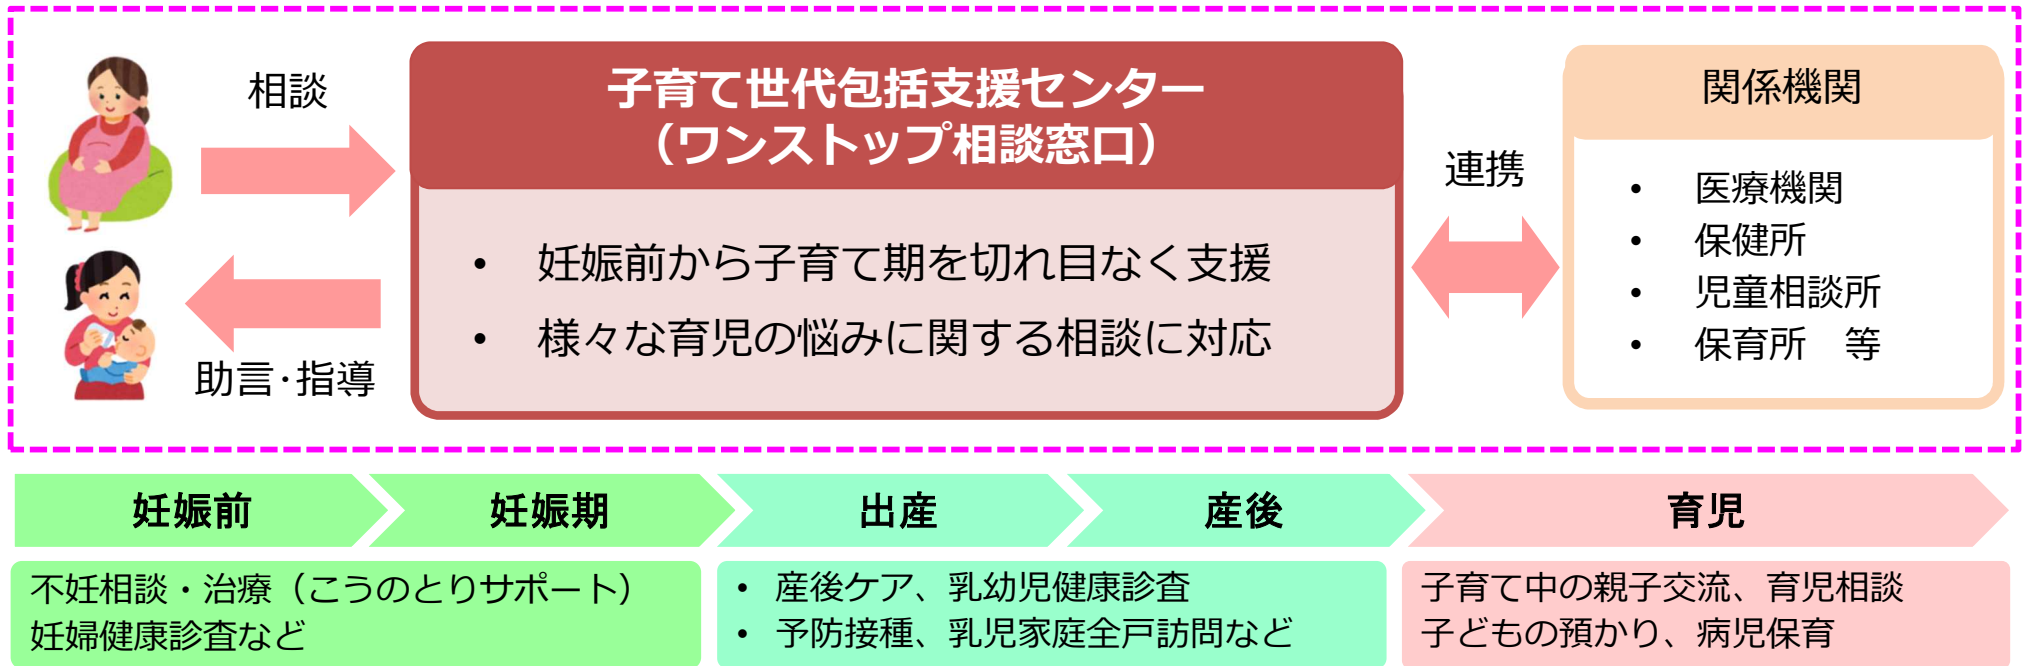 相談
助言･指導
子育て世代包括支援センター
（ワンストップ相談窓口）
• 妊娠前から子育て期を切れ目なく支援
• 様々な育児の悩みに関する相談に対応
連携
関係機関
• 医療機関
• 保健所
• 児童相談所
• 保育所　等
妊娠前
妊娠期
出産
産後
育児
不妊相談・治療（こうのとりサポート）
妊婦健康診査など
• 産後ケア、乳幼児健康診査
• 予防接種、乳児家庭全戸訪問など
子育て中の親子交流、育児相談
子どもの預かり、病児保育